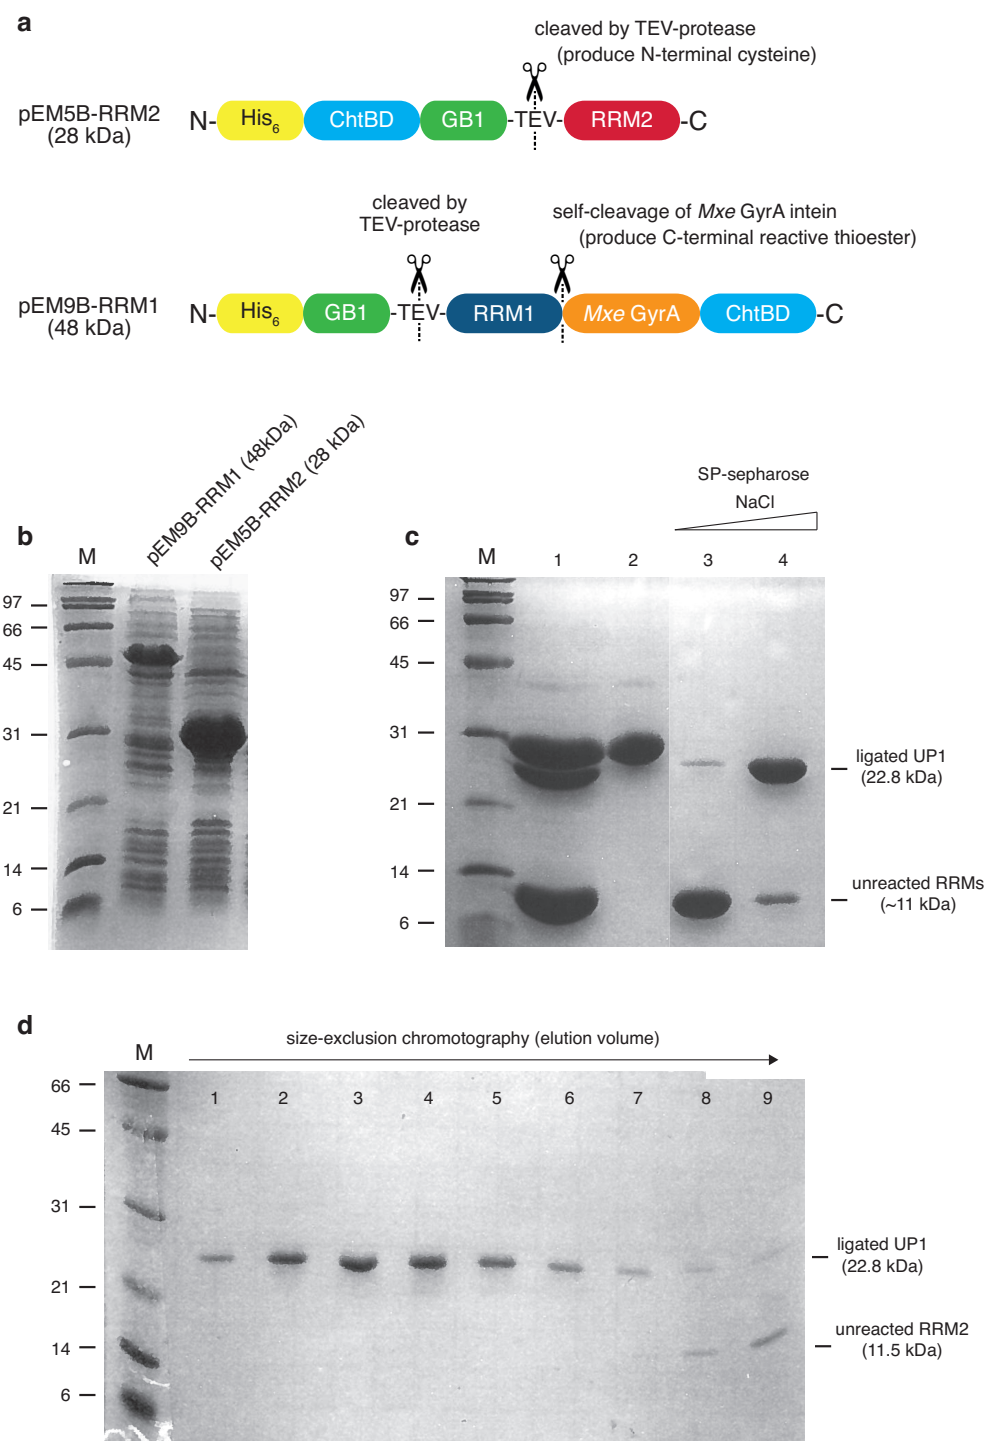 a
cleaved by TEV-protease
(produce N-terminal cysteine)
pEM5B-RRM2
(28 kDa)
N- His6 ChtBD GB1 -TEV- RRM2 -C
cleaved by
TEV-protease
self-cleavage of Mxe GyrA intein
(produce C-terminal reactive thioester)
pEM9B-RRM1
(48 kDa)
N- His6 GB1 -TEV- RRM1 Mxe GyrA ChtBD -C
b
M
pEM9B-RRM1 (48kDa)
pEM5B-RRM2 (28 kDa)
97
66
45
31
21
14
6
c
SP-sepharose
NaCl
M 1 2 3 4
97
66
45
31
21
14
6
ligated UP1
(22.8 kDa)
unreacted RRMs
(~11 kDa)
d
size-exclusion chromotography (elution volume)
M
1 2 3 4 5 6 7 8 9
66
45
31
21
14
6
ligated UP1
(22.8 kDa)
unreacted RRM2
(11.5 kDa)